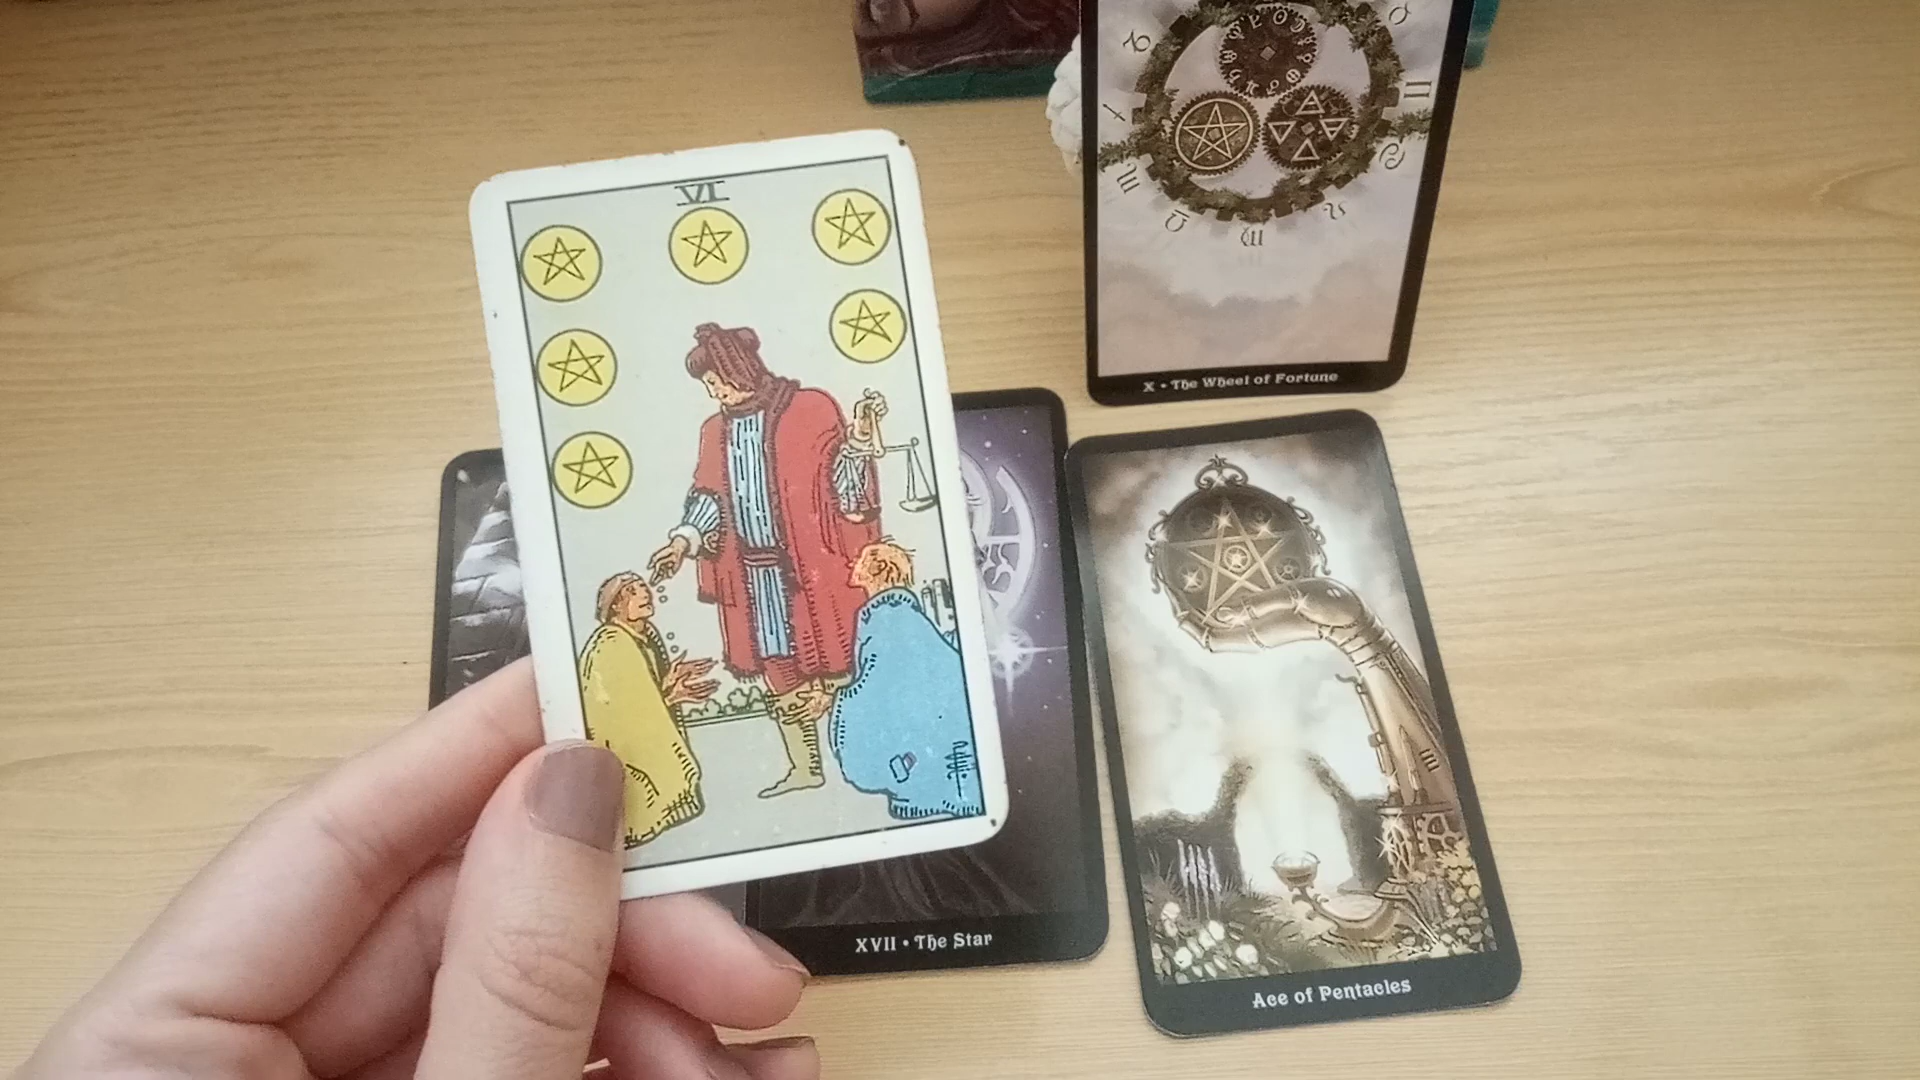 VI
X • The Wheel of Fortune
XVII • The Star
Ace of Pentacles